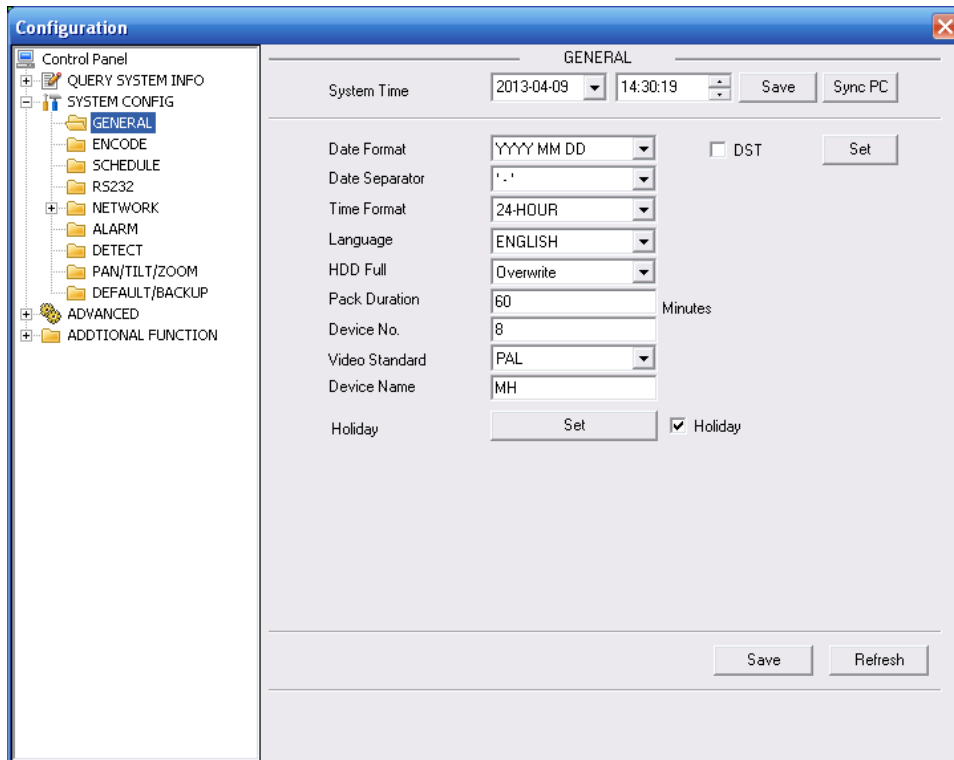 Configuration
Control Panel
QUERY SYSTEM INFO
SYSTEM CONFIG
GENERAL
ENCODE
SCHEDULE
RS232
NETWORK
ALARM
DETECT
PAN/TILT/ZOOM
DEFAULT/BACKUP
ADVANCED
ADDTIONAL FUNCTION
GENERAL
System Time 2013-04-09 14:30:19 Save Sync PC
Date Format YYYY MM DD DST Set
Date Separator '-'
Time Format 24-HOUR
Language ENGLISH
HDD Full Overwrite
Pack Duration 60 Minutes
Device No. 8
Video Standard PAL
Device Name MH
Holiday Set Holiday
Save Refresh